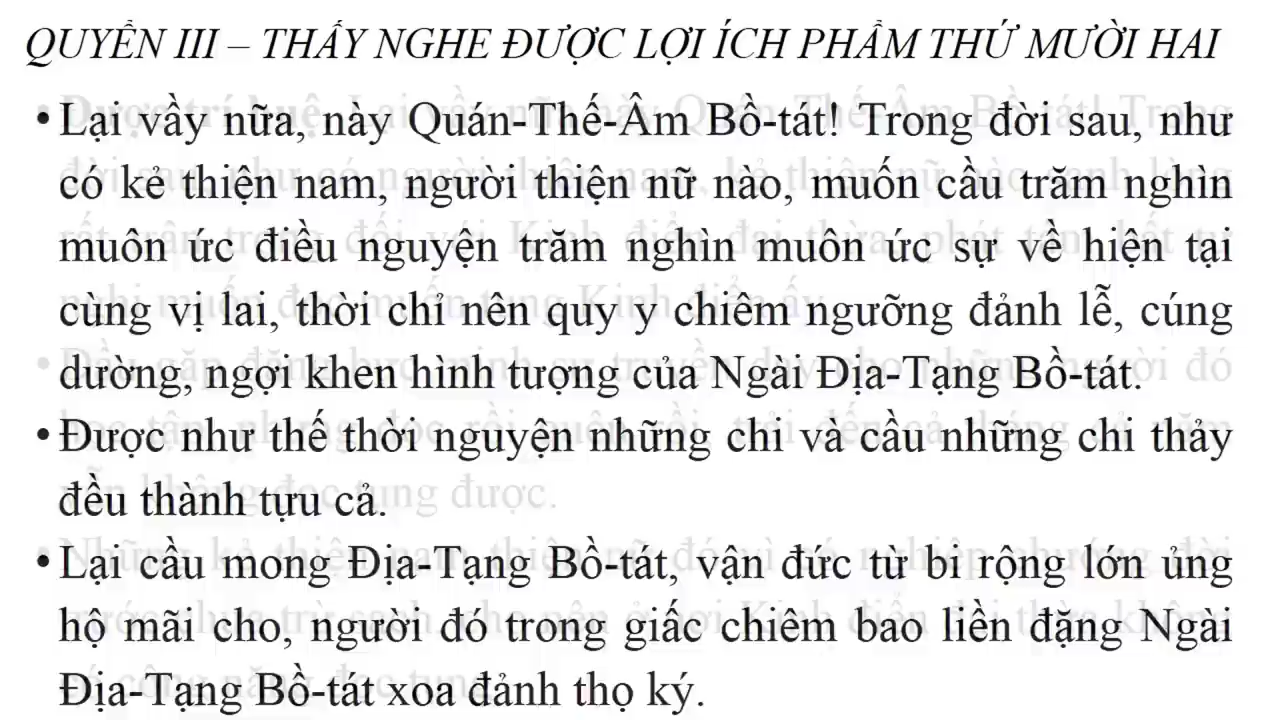 QUYỂN III – THẤY NGHE ĐƯỢC LỢI ÍCH PHẨM THỨ MƯỜI HAI
• Lại vầy nữa, này Quán-Thế-Âm Bồ-tát! Trong đời sau, như
có kẻ thiện nam, người thiện nữ nào, muốn cầu trăm nghìn
muôn ức điều nguyện trăm nghìn muôn ức sự về hiện tại
cùng vị lai, thời chỉ nên quy y chiêm ngưỡng đảnh lễ, cúng
dường, ngợi khen hình tượng của Ngài Địa-Tạng Bồ-tát.
• Được như thế thời nguyện những chi và cầu những chi thảy
đều thành tựu cả.
• Lại cầu mong Địa-Tạng Bồ-tát, vận đức từ bi rộng lớn ủng
hộ mãi cho, người đó trong giấc chiêm bao liền đặng Ngài
Địa-Tạng Bồ-tát xoa đảnh thọ ký.